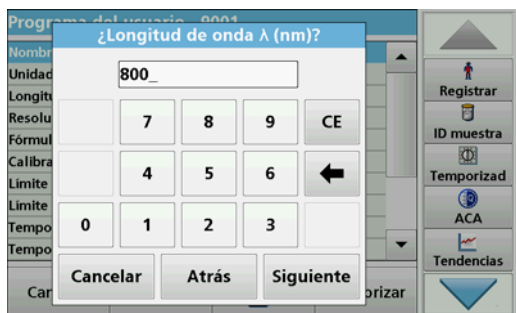 Programa del usuario 9001
¿Longitud de onda λ (nm)?
Nombr
Unidad
Longitu
Resolu
Fórmul
Calibra
Límite
Límite
Tempo
Tempo
800_
7 8 9 CE
4 5 6
0 1 2 3
Cancelar Atrás Siguiente
Can
orizar
Registrar
ID muestra
Temporizad
ACA
Tendencias